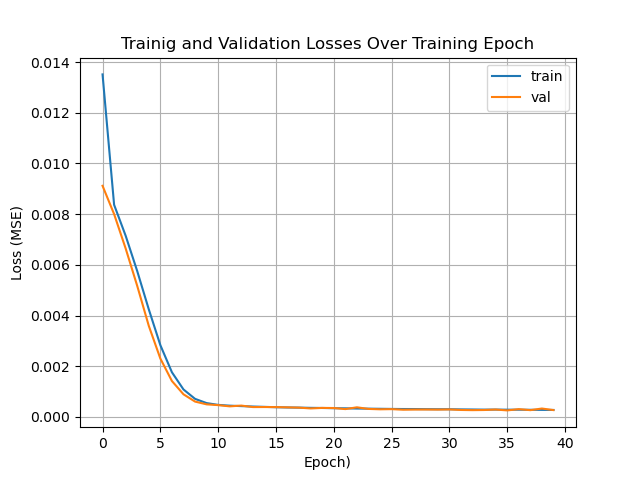 Trainig and Validation Losses Over Training Epoch
train
val
Loss (MSE)
0.014
0.012
0.010
0.008
0.006
0.004
0.002
0.000
0 5 10 15 20 25 30 35 40
Epoch)